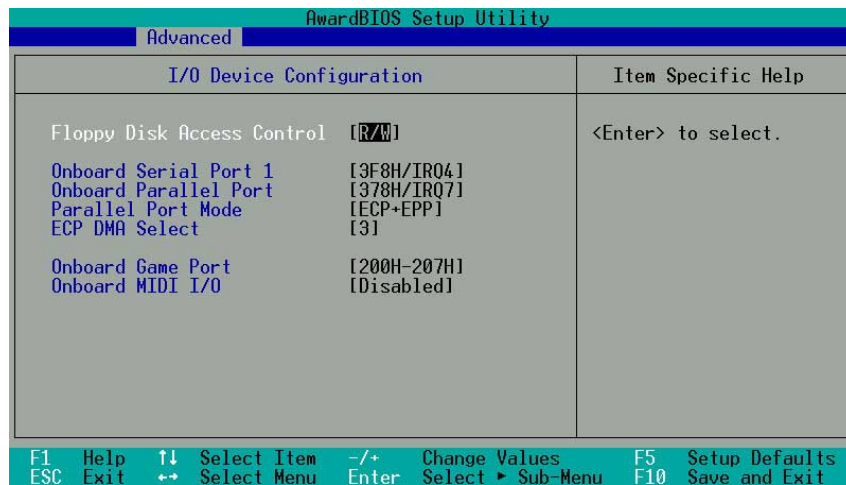 AwardBIOS Setup Utility
Advanced
I/O Device Configuration
Item Specific Help
Floppy Disk Access Control [R/W]
<Enter> to select.
Onboard Serial Port 1 [3F8H/IRQ4]
Onboard Parallel Port [378H/IRQ7]
Parallel Port Mode [ECP+EPP]
ECP DMA Select [3]
Onboard Game Port [200H-207H]
Onboard MIDI I/O [Disabled]
F1 Help ↑↓ Select Item -/+ Change Values F5 Setup Defaults
ESC Exit ←→ Select Menu Enter Select ► Sub-Menu F10 Save and Exit